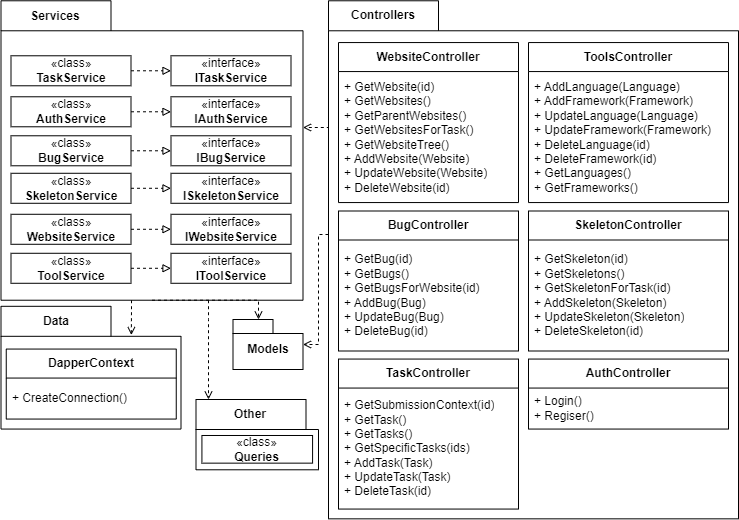 Services
«class»
TaskService
«interface»
ITaskService
«class»
AuthService
«interface»
IAuthService
«class»
BugService
«interface»
IBugService
«class»
SkeletonService
«interface»
ISkeletonService
«class»
WebsiteService
«interface»
IWebsiteService
«class»
ToolService
«interface»
IToolService
Data
DapperContext
+ CreateConnection()
Models
Other
«class»
Queries
Controllers
WebsiteController
+ GetWebsite(id)
+ GetWebsites()
+ GetParentWebsites()
+ GetWebsitesForTask()
+ GetWebsiteTree()
+ AddWebsite(Website)
+ UpdateWebsite(Website)
+ DeleteWebsite(id)
ToolsController
+ AddLanguage(Language)
+ AddFramework(Framework)
+ UpdateLanguage(Language)
+ UpdateFramework(Framework)
+ DeleteLanguage(id)
+ DeleteFramework(id)
+ GetLanguages()
+ GetFrameworks()
BugController
+ GetBug(id)
+ GetBugs()
+ GetBugsForWebsite(id)
+ AddBug(Bug)
+ UpdateBug(Bug)
+ DeleteBug(id)
SkeletonController
+ GetSkeleton(id)
+ GetSkeletons()
+ GetSkeletonForTask(id)
+ AddSkeleton(Skeleton)
+ UpdateSkeleton(Skeleton)
+ DeleteSkeleton(id)
TaskController
+ GetSubmissionContext(id)
+ GetTask()
+ GetTasks()
+ GetSpecificTasks(ids)
+ AddTask(Task)
+ UpdateTask(Task)
+ DeleteTask(id)
AuthController
+ Login()
+ Regiser()